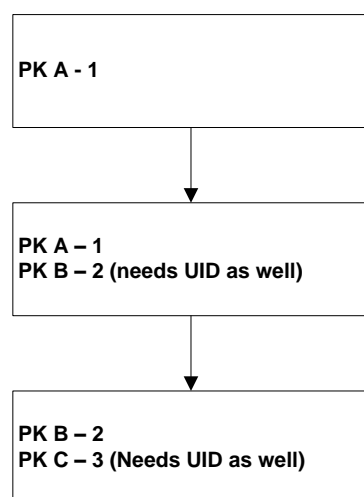 PK A - 1
PK A – 1
PK B – 2 (needs UID as well)
PK B – 2
PK C – 3 (Needs UID as well)